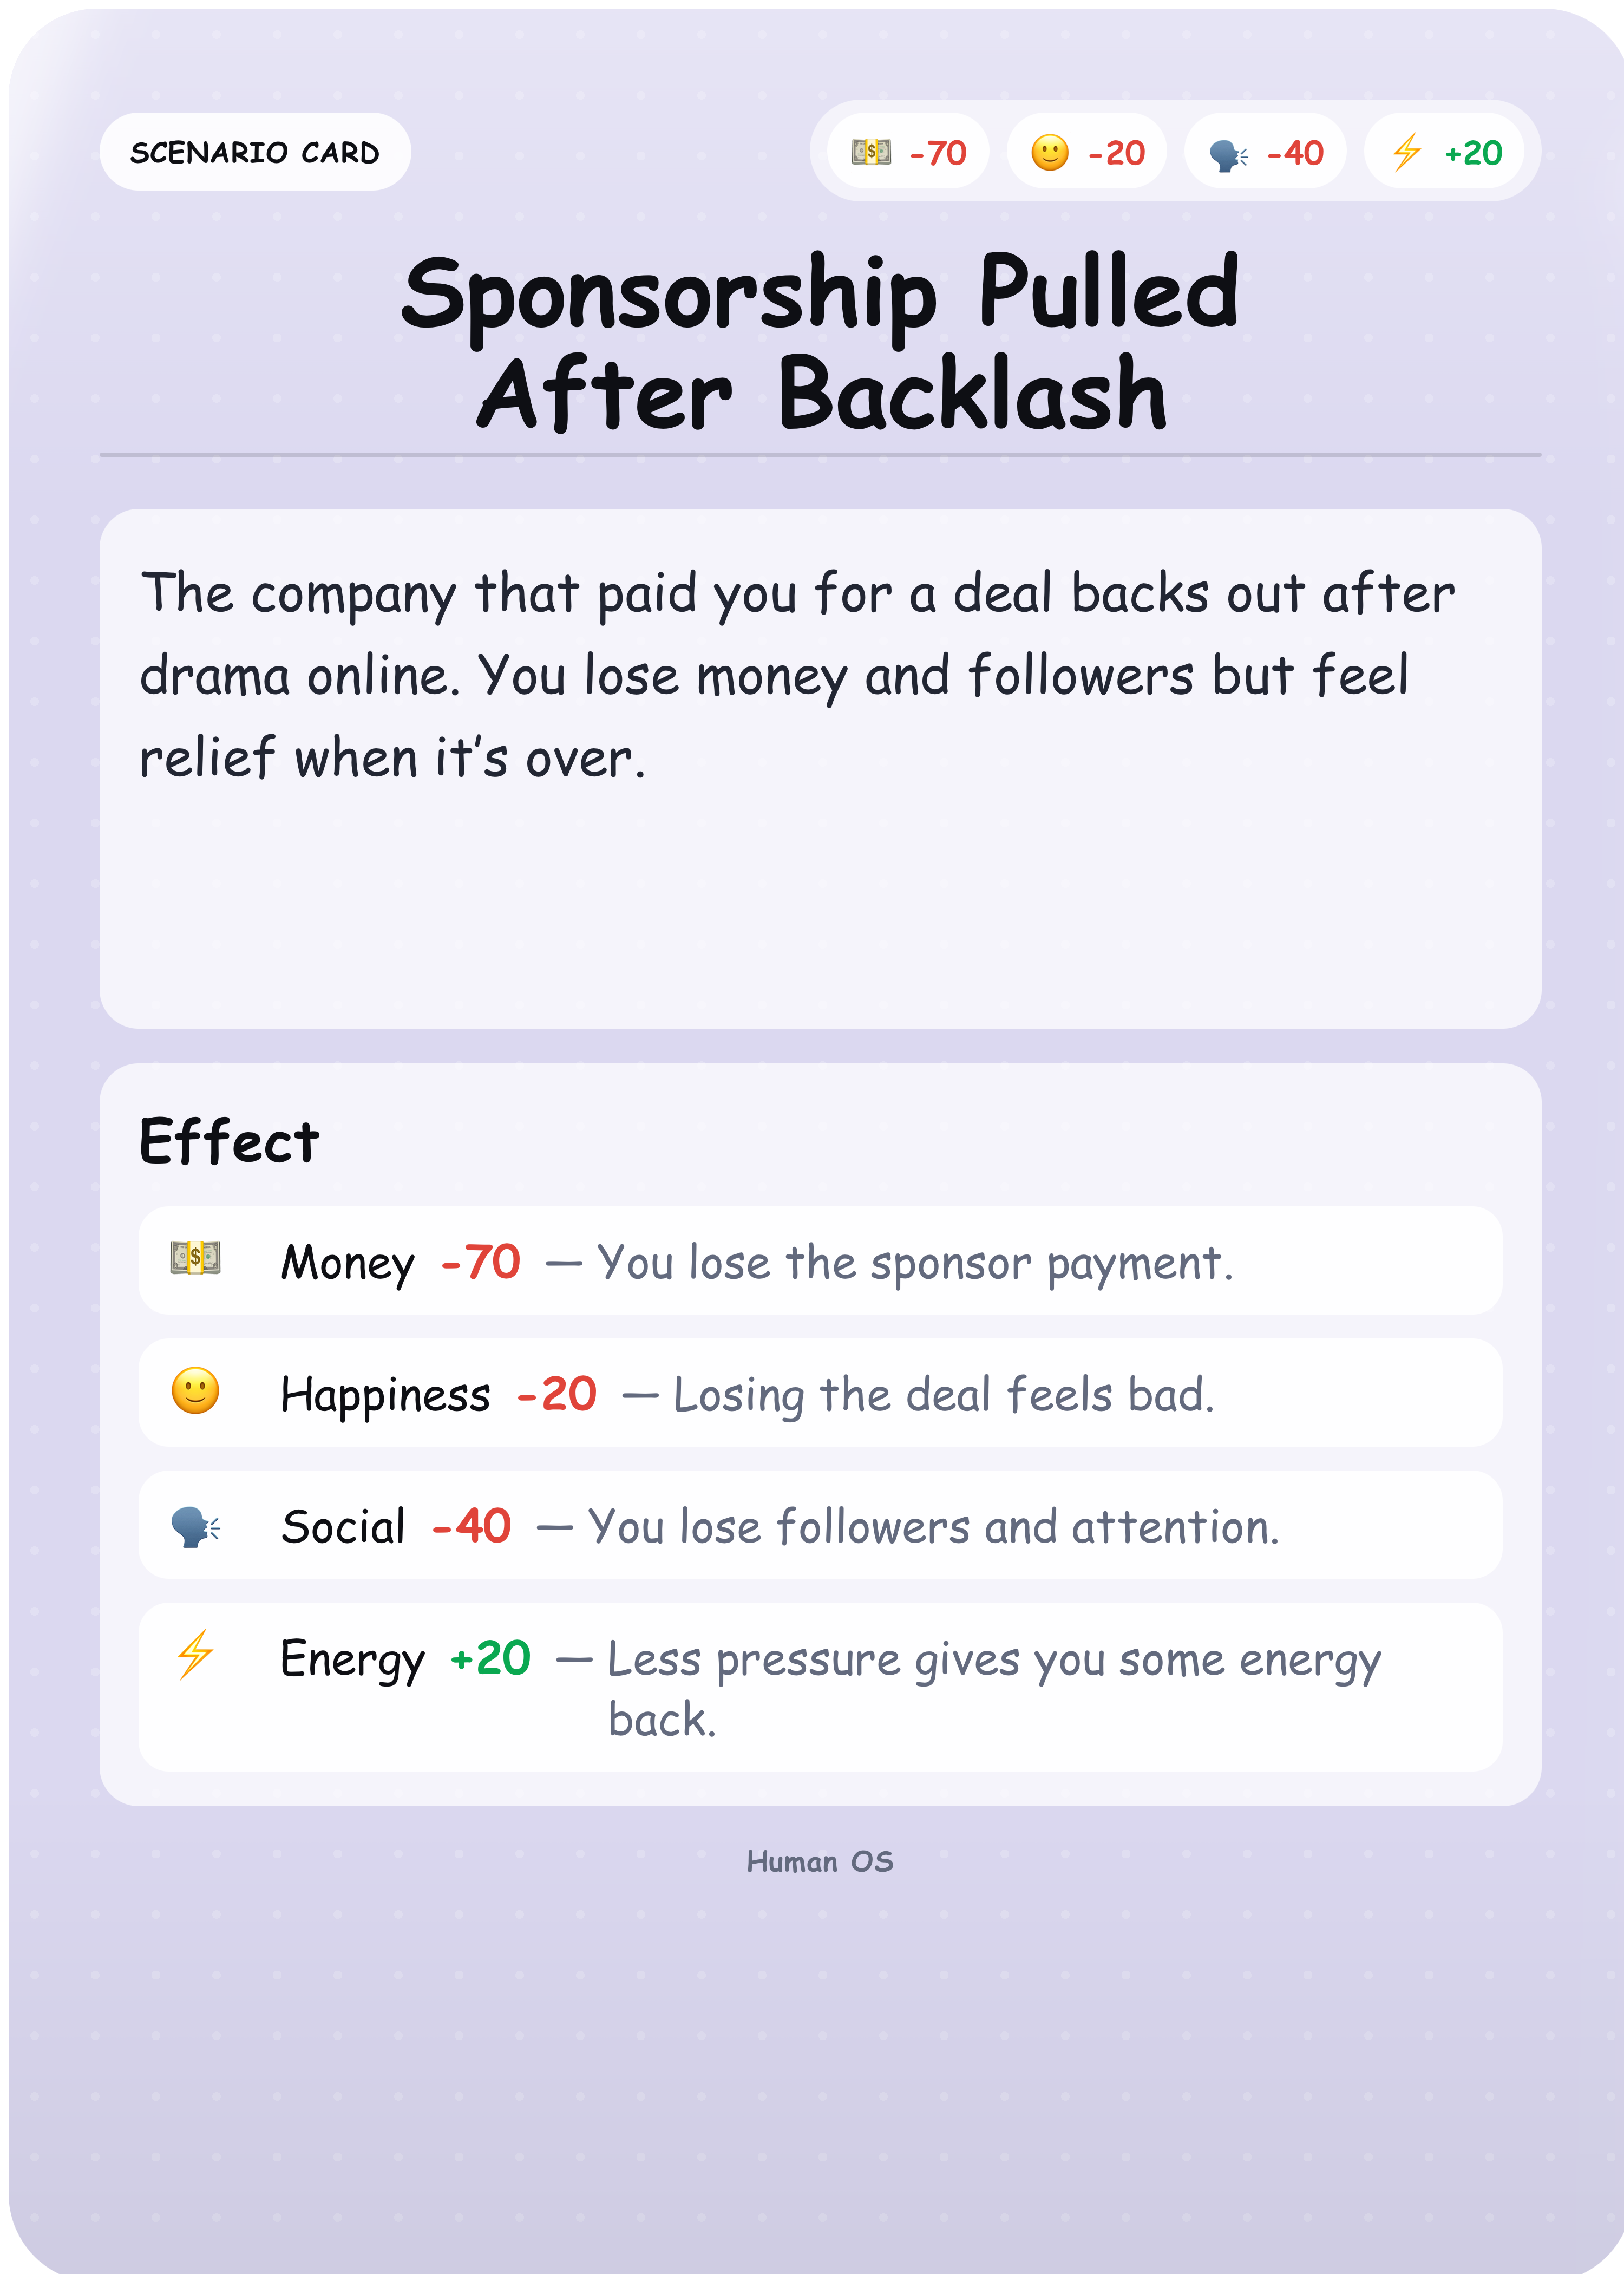 SCENARIO CARD
-70 -20 -40 +20
Sponsorship Pulled
After Backlash
The company that paid you for a deal backs out after
drama online. You lose money and followers but feel
relief when it’s over.
Effect
Money -70 — You lose the sponsor payment.
Happiness -20 — Losing the deal feels bad.
Social -40 — You lose followers and attention.
Energy +20 — Less pressure gives you some energy
back.
Human OS